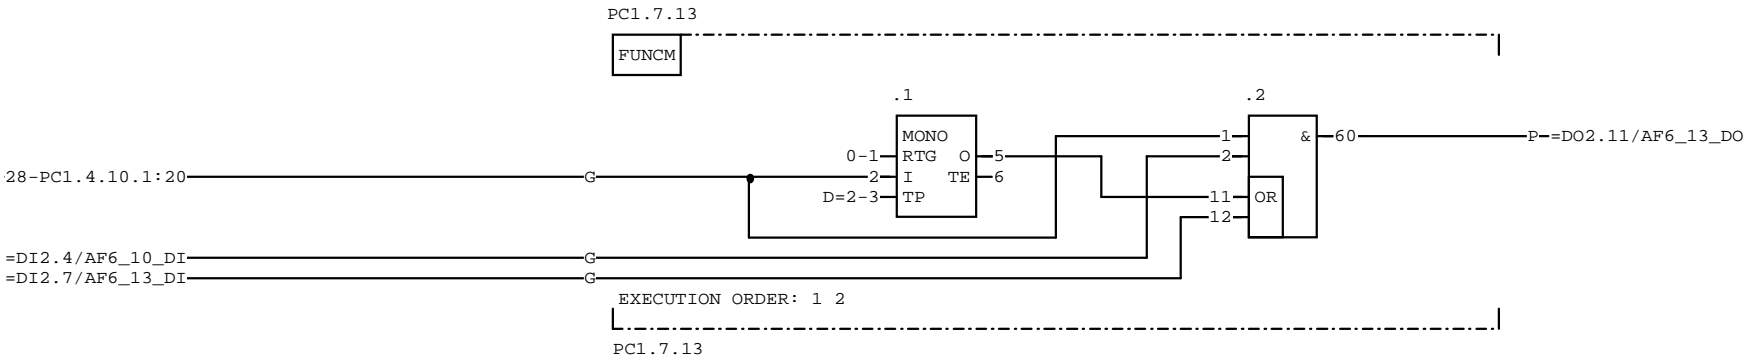 PC1.7.13
FUNCM
.1 .2
MONO & 60 P =DO2.11/AF6_13_DO
1
0-1 RTG O 5 2
28-PC1.4.10.1:20 G 2 I TE 6
D=2-3 TP 11 OR
12
=DI2.4/AF6_10_DI G
=DI2.7/AF6_13_DI G
EXECUTION ORDER: 1 2
PC1.7.13